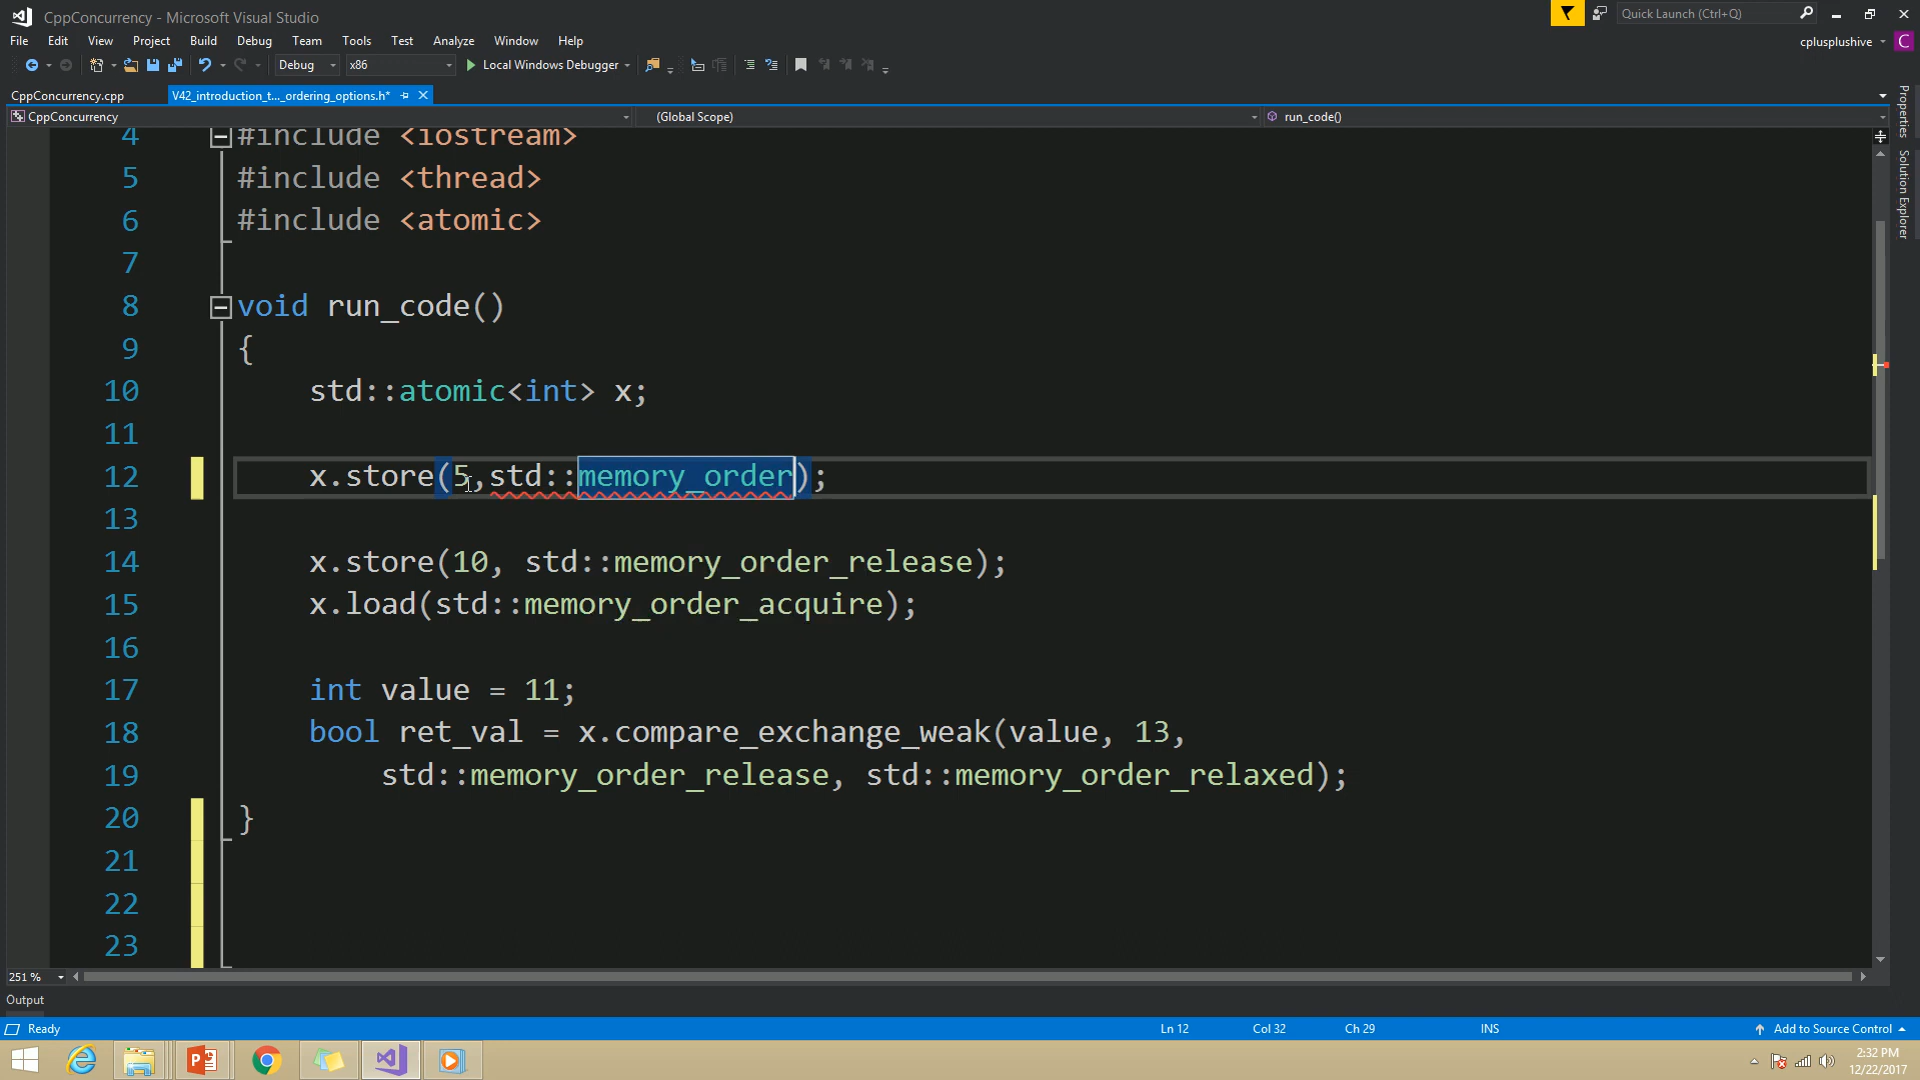 CppConcurrency - Microsoft Visual Studio
Quick Launch (Ctrl+Q)
File Edit View Project Build Debug Team Tools Test Analyze Window Help
cplusplushive C
Debug x86 Local Windows Debugger
CppConcurrency.cpp V42_introduction_t..._ordering_options.h*
CppConcurrency (Global Scope) run_code()
Properties
Solution Explorer
4 #include <iostream>
5 #include <thread>
6 #include <atomic>
7
8 void run_code()
9 {
10 std::atomic<int> x;
11
12 x.store(5,std::memory_order);
13
14 x.store(10, std::memory_order_release);
15 x.load(std::memory_order_acquire);
16
17 int value = 11;
18 bool ret_val = x.compare_exchange_weak(value, 13,
19 std::memory_order_release, std::memory_order_relaxed);
20 }
21
22
23
251 %
Output
Ready Ln 12 Col 32 Ch 29 INS Add to Source Control
2:32 PM
12/22/2017